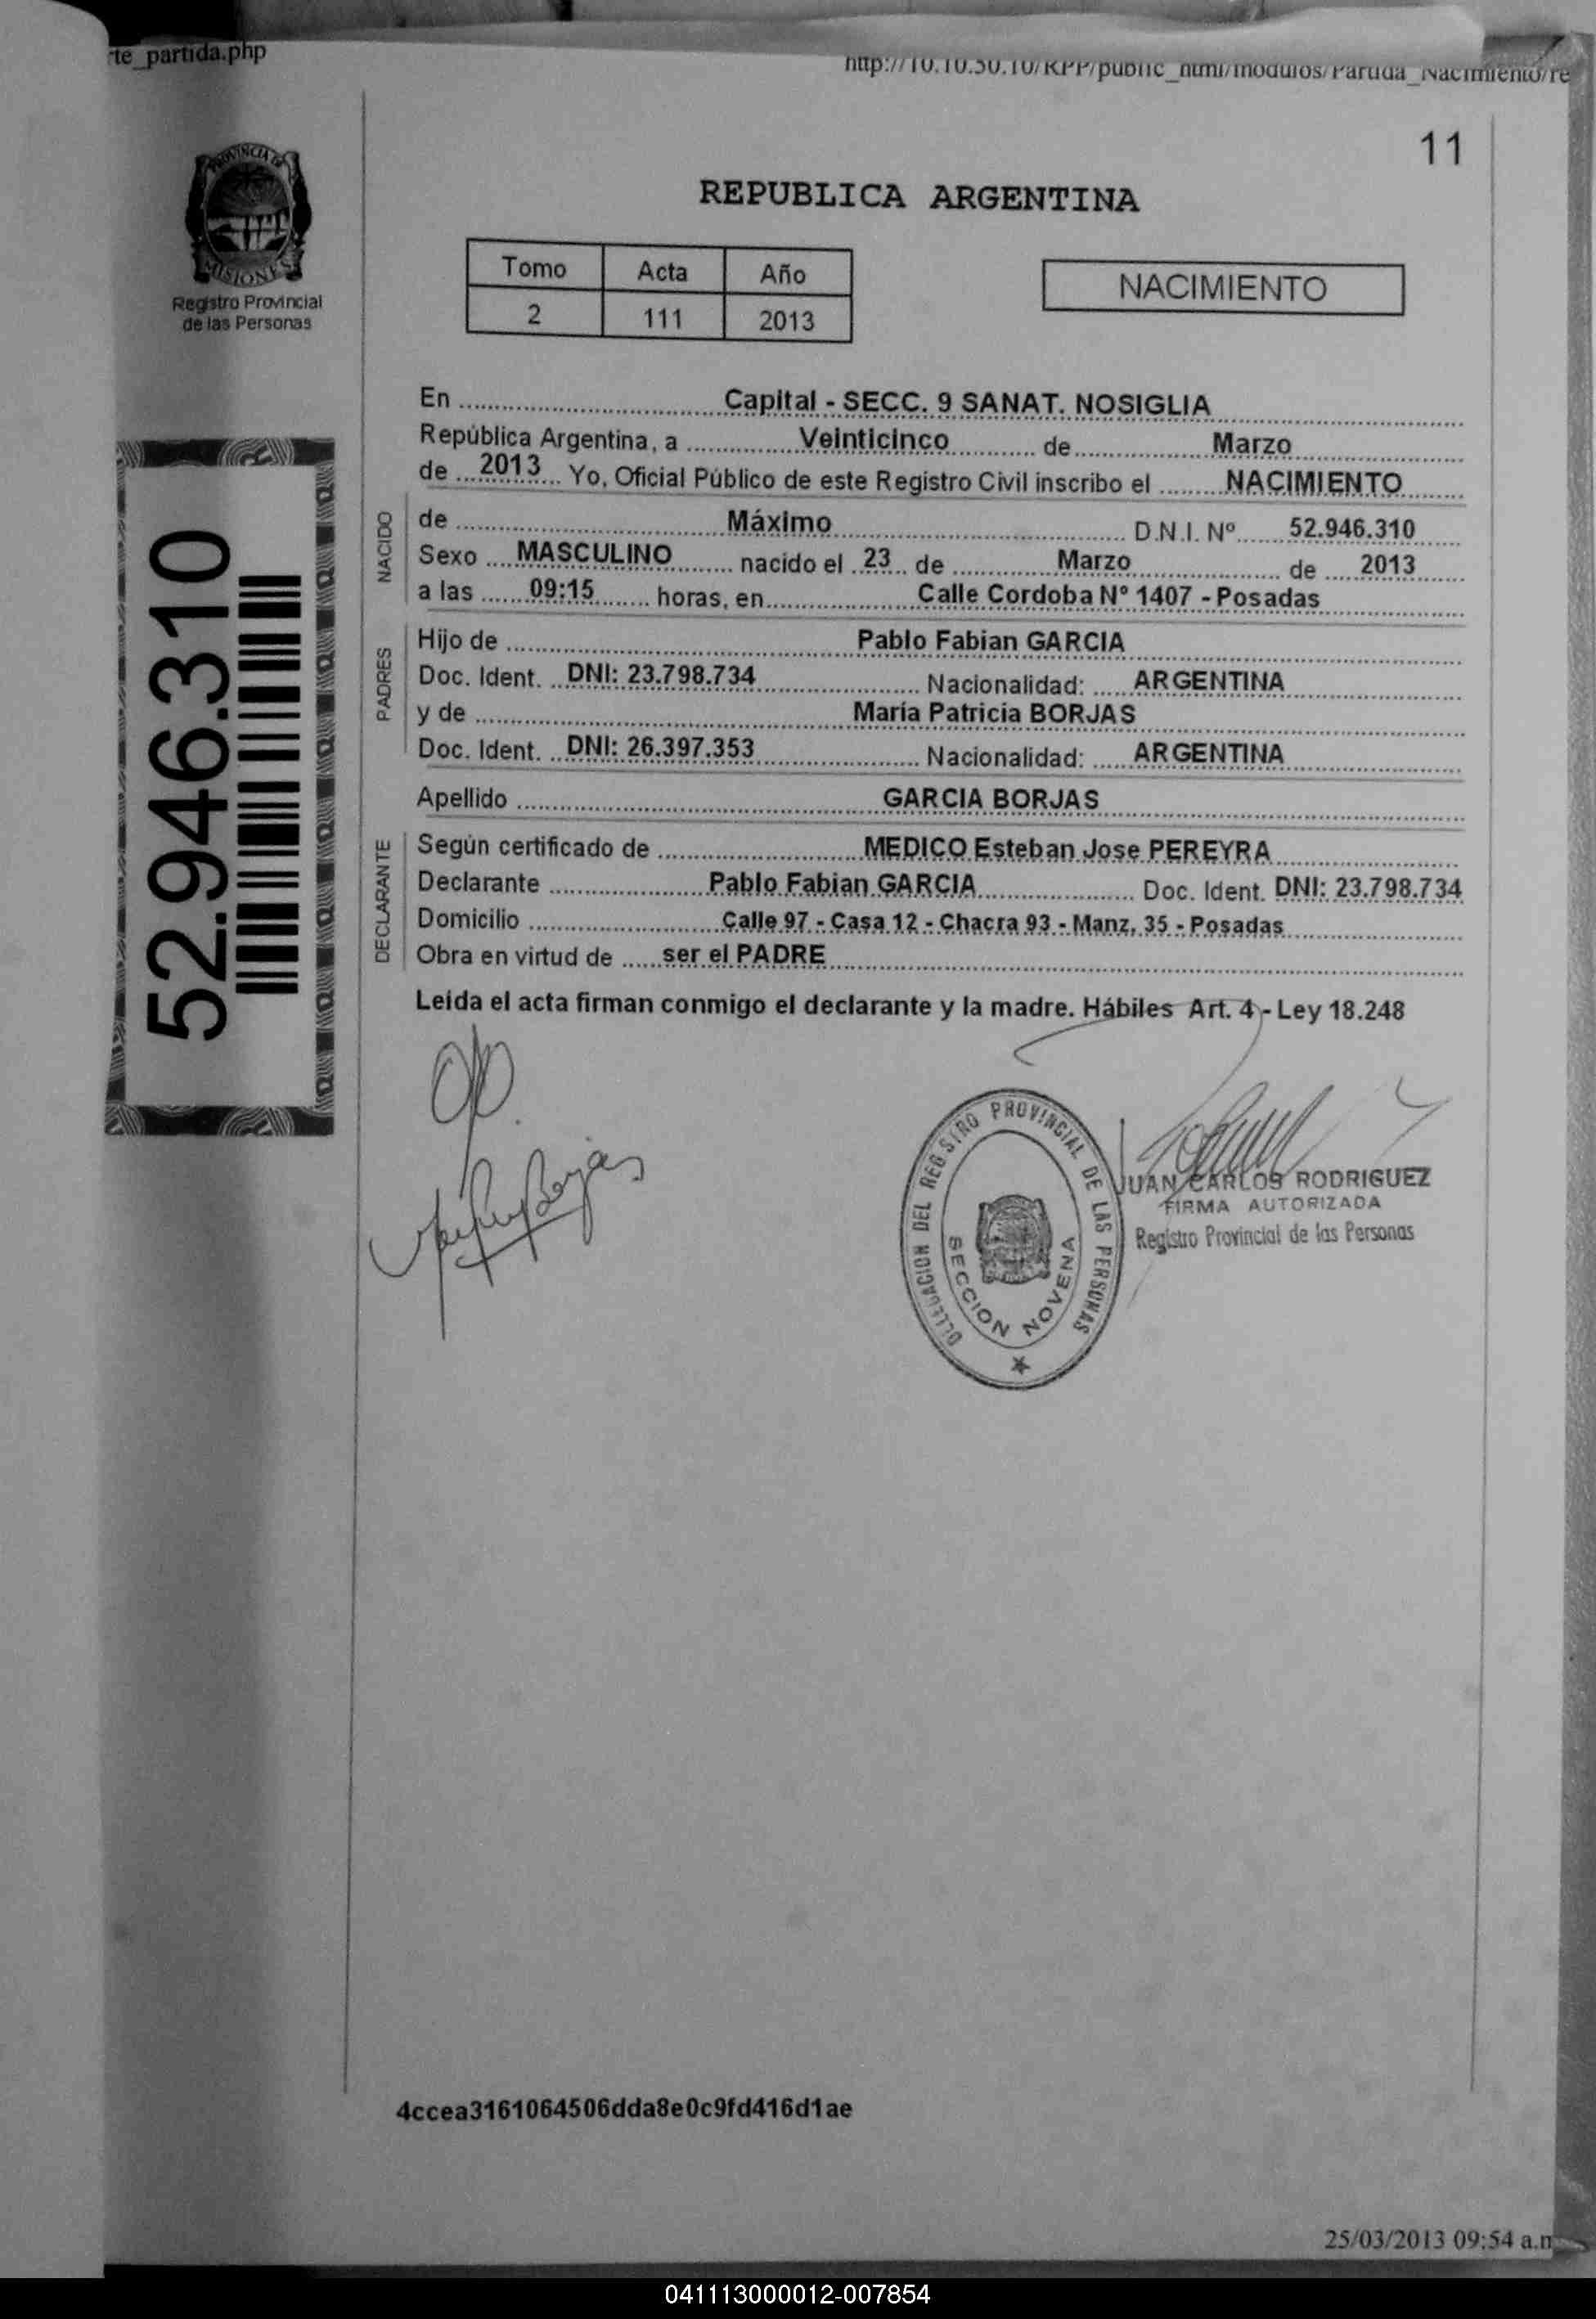 rte_partida.php
http://10.10.50.10/RPP/public_html/modulos/Partida_Nacimiento/re
11
PROVINCIA DE
MISIONES
Registro Provincial
de las Personas
REPUBLICA ARGENTINA
Tomo Acta Año
2 111 2013
NACIMIENTO
52.946.310
En Capital - SECC. 9 SANAT. NOSIGLIA
República Argentina, a Veinticinco de Marzo
de 2013 Yo, Oficial Público de este Registro Civil inscribo el NACIMIENTO
NACIDO
de Máximo D.N.I. Nº 52.946.310
Sexo MASCULINO nacido el 23 de Marzo de 2013
a las 09:15 horas, en Calle Cordoba Nº 1407 - Posadas
PADRES
Hijo de Pablo Fabian GARCIA
Doc. Ident. DNI: 23.798.734 Nacionalidad: ARGENTINA
y de María Patricia BORJAS
Doc. Ident. DNI: 26.397.353 Nacionalidad: ARGENTINA
Apellido GARCIA BORJAS
DECLARANTE
Según certificado de MEDICO Esteban Jose PEREYRA
Declarante Pablo Fabian GARCIA Doc. Ident. DNI: 23.798.734
Domicilio Calle 97 - Casa 12 - Chacra 93 - Manz, 35 - Posadas
Obra en virtud de ser el PADRE
Leída el acta firman conmigo el declarante y la madre. Hábiles Art. 4 - Ley 18.248
DELEGACION DEL REGISTRO PROVINCIAL DE LAS PERSONAS
SECCION NOVENA
JUAN CARLOS RODRIGUEZ
FIRMA AUTORIZADA
Registro Provincial de las Personas
4ccea3161064506dda8e0c9fd416d1ae
25/03/2013 09:54 a.m
041113000012-007854